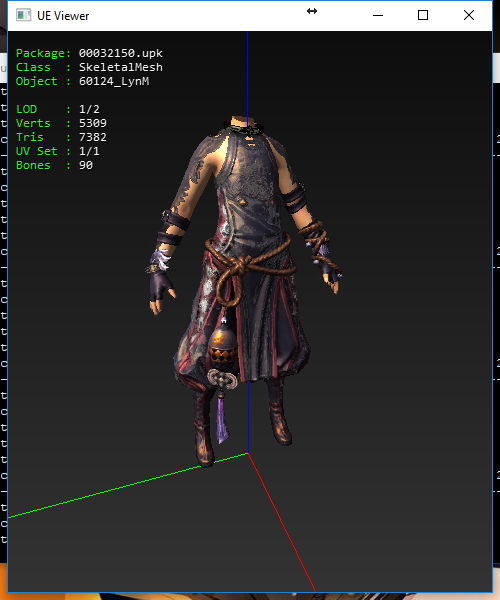 UE Viewer
Package: 00032150.upk
Class : SkeletalMesh
Object : 60124_LynM
LOD : 1/2
Verts : 5309
Tris : 7382
UV Set : 1/1
Bones : 90